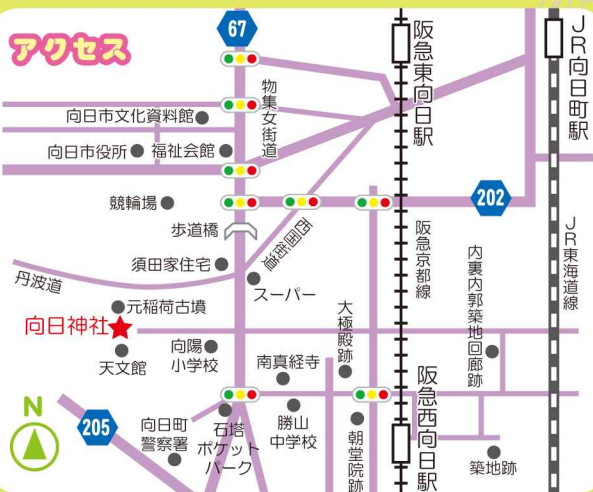 アクセス
67
阪急東向日駅
JR向日町駅
物集女街道
向日市文化資料館
向日市役所
福祉会館
競輪場
202
歩道橋
西国街道
阪急京都線
JR東海道線
須田家住宅
丹波道
スーパー
内裏内郭築地回廊跡
元稲荷古墳
向日神社
大極殿跡
天文館
向陽
小学校
南真経寺
阪急西向日駅
N
205
向日町
警察署
石塔
ポケット
パーク
勝山
中学校
朝堂院跡
築地跡